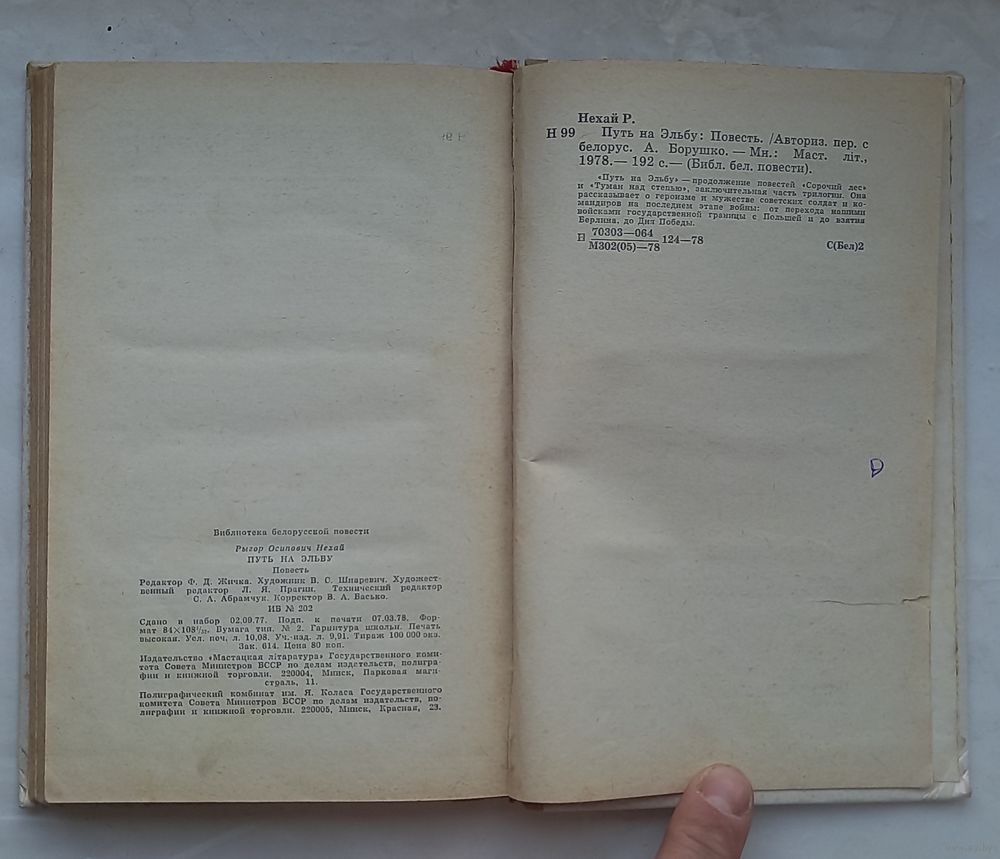 Библиотека белорусской повести
Рыгор Осипович Нехай
ПУТЬ НА ЭЛЬБУ
Повесть
Редактор Ф. Д. Жичка. Художник В. С. Шпаревич. Художест-
венный редактор Л. Я. Прагин. Технический редактор
С. А. Абрамчук. Корректор В. А. Васько.
ИБ № 202
Сдано в набор 02.09.77. Подп. к печати 07.03.78. Фор-
мат 84×108¹/₃₂. Бумага тип. № 2. Гарнитура школьн. Печать
высокая. Усл. печ. л. 10,08. Уч.-изд. л. 9,91. Тираж 100 000 экз.
Зак. 614. Цена 80 коп.
Издательство «Мастацкая літаратура» Государственного коми-
тета Совета Министров БССР по делам издательств, полигра-
фии и книжной торговли. 220004, Минск, Парковая маги-
страль, 11.
Полиграфический комбинат им. Я. Коласа Государственного
комитета Совета Министров БССР по делам издательств, по-
лиграфии и книжной торговли. 220005, Минск, Красная, 23.
Нехай Р.
Н 99 Путь на Эльбу: Повесть. /Авториз. пер. с
белорус. А. Борушко. — Мн.: Маст. літ.,
1978.— 192 с.— (Библ. бел. повести).
«Путь на Эльбу» — продолжение повестей «Сорочий лес»
и «Туман над степью», заключительная часть трилогии. Она
рассказывает о героизме и мужестве советских солдат и ко-
мандиров на последнем этапе войны: от перехода нашими
войсками государственной границы с Польшей и до взятия
Берлина, до Дня Победы.
70303—064
Н 124—78 С(Бел)2
М302(05)—78